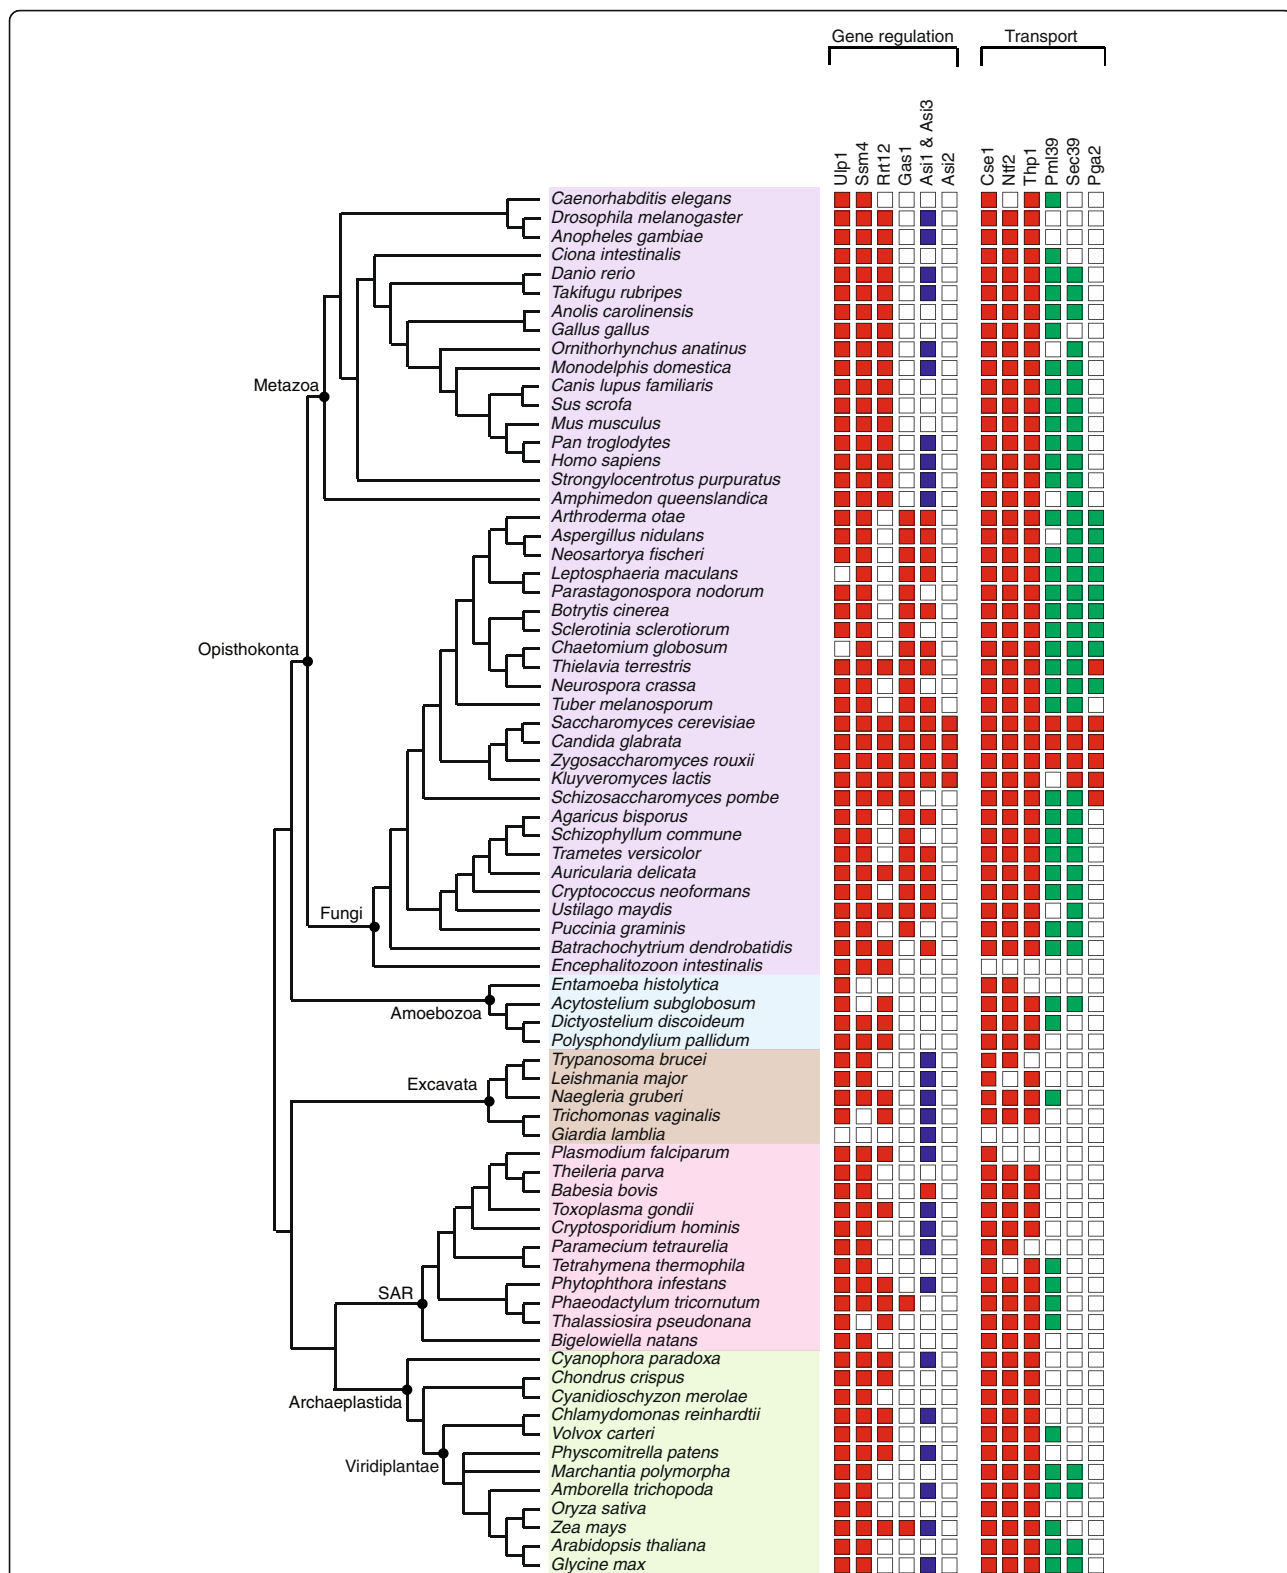 Gene regulation
Transport
Ulp1
Ssm4
Rrt12
Gas1
Asi1 & Asi3
Asi2
Cse1
Ntf2
Thp1
Pml39
Sec39
Pga2
Caenorhabditis elegans
Drosophila melanogaster
Anopheles gambiae
Ciona intestinalis
Danio rerio
Takifugu rubripes
Anolis carolinensis
Gallus gallus
Ornithorhynchus anatinus
Monodelphis domestica
Metazoa
Canis lupus familiaris
Sus scrofa
Mus musculus
Pan troglodytes
Homo sapiens
Strongylocentrotus purpuratus
Amphimedon queenslandica
Arthroderma otae
Aspergillus nidulans
Neosartorya fischeri
Leptosphaeria maculans
Parastagonospora nodorum
Botrytis cinerea
Sclerotinia sclerotiorum
Opisthokonta
Chaetomium globosum
Thielavia terrestris
Neurospora crassa
Tuber melanosporum
Saccharomyces cerevisiae
Candida glabrata
Zygosaccharomyces rouxii
Kluyveromyces lactis
Schizosaccharomyces pombe
Agaricus bisporus
Schizophyllum commune
Trametes versicolor
Auricularia delicata
Cryptococcus neoformans
Fungi
Ustilago maydis
Puccinia graminis
Batrachochytrium dendrobatidis
Encephalitozoon intestinalis
Entamoeba histolytica
Acytostelium subglobosum
Amoebozoa
Dictyostelium discoideum
Polysphondylium pallidum
Trypanosoma brucei
Leishmania major
Excavata
Naegleria gruberi
Trichomonas vaginalis
Giardia lamblia
Plasmodium falciparum
Theileria parva
Babesia bovis
Toxoplasma gondii
Cryptosporidium hominis
Paramecium tetraurelia
Tetrahymena thermophila
Phytophthora infestans
SAR
Phaeodactylum tricornutum
Thalassiosira pseudonana
Bigelowiella natans
Cyanophora paradoxa
Chondrus crispus
Archaeplastida
Cyanidioschyzon merolae
Chlamydomonas reinhardtii
Volvox carteri
Physcomitrella patens
Viridiplantae
Marchantia polymorpha
Amborella trichopoda
Oryza sativa
Zea mays
Arabidopsis thaliana
Glycine max